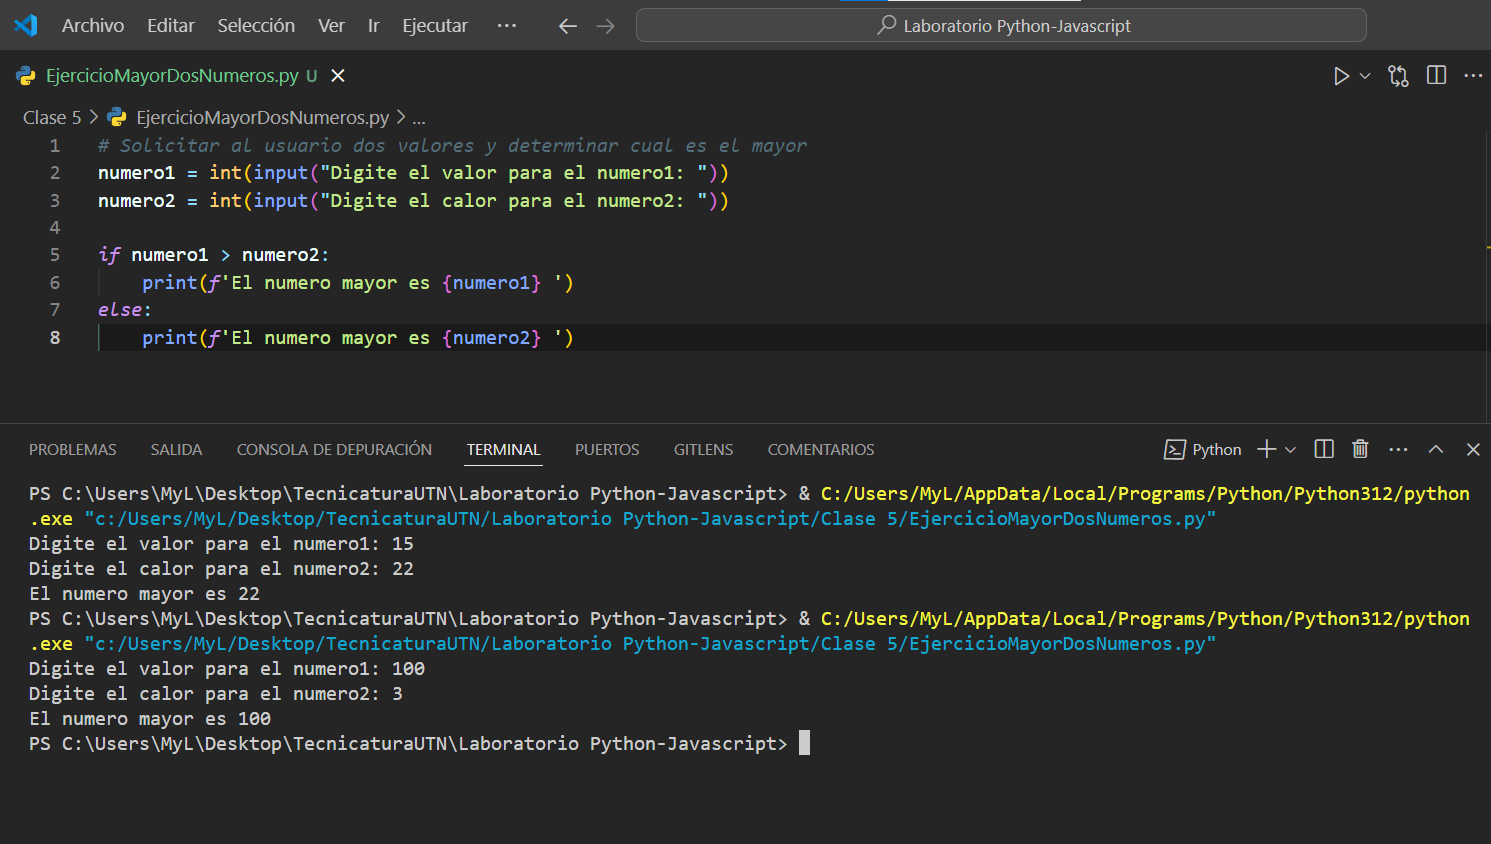 Archivo Editar Selección Ver Ir Ejecutar ··· Laboratorio Python-Javascript
EjercicioMayorDosNumeros.py U
Clase 5 > EjercicioMayorDosNumeros.py > ...
1 # Solicitar al usuario dos valores y determinar cual es el mayor
2 numero1 = int(input("Digite el valor para el numero1: "))
3 numero2 = int(input("Digite el calor para el numero2: "))
4
5 if numero1 > numero2:
6 print(f'El numero mayor es {numero1} ')
7 else:
8 print(f'El numero mayor es {numero2} ')
PROBLEMAS SALIDA CONSOLA DE DEPURACIÓN TERMINAL PUERTOS GITLENS COMENTARIOS Python
PS C:\Users\MyL\Desktop\TecnicaturaUTN\Laboratorio Python-Javascript> & C:/Users/MyL/AppData/Local/Programs/Python/Python312/python
.exe "c:/Users/MyL/Desktop/TecnicaturaUTN/Laboratorio Python-Javascript/Clase 5/EjercicioMayorDosNumeros.py"
Digite el valor para el numero1: 15
Digite el calor para el numero2: 22
El numero mayor es 22
PS C:\Users\MyL\Desktop\TecnicaturaUTN\Laboratorio Python-Javascript> & C:/Users/MyL/AppData/Local/Programs/Python/Python312/python
.exe "c:/Users/MyL/Desktop/TecnicaturaUTN/Laboratorio Python-Javascript/Clase 5/EjercicioMayorDosNumeros.py"
Digite el valor para el numero1: 100
Digite el calor para el numero2: 3
El numero mayor es 100
PS C:\Users\MyL\Desktop\TecnicaturaUTN\Laboratorio Python-Javascript>